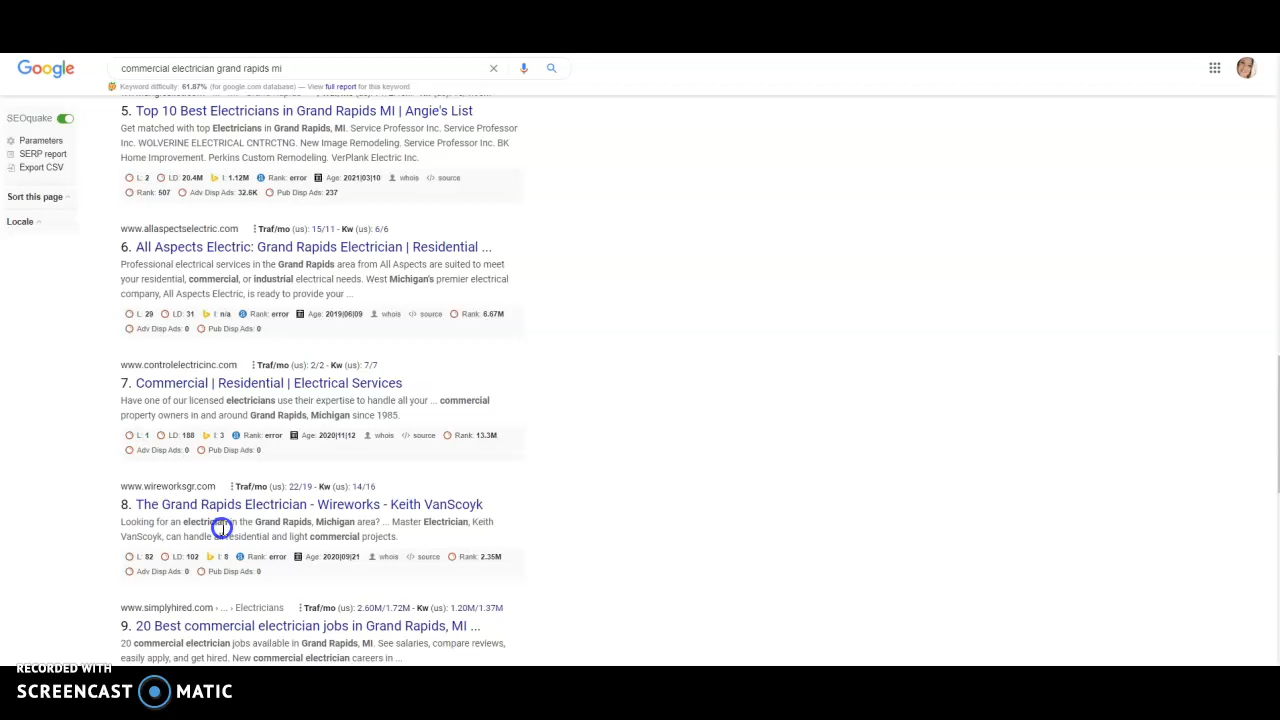 Google
commercial electrician grand rapids mi
Keyword difficulty: 61.87% (for google.com database) — View full report for this keyword
SEOquake
Parameters
SERP report
Export CSV
Sort this page
Locale
5. Top 10 Best Electricians in Grand Rapids MI | Angie's List
Get matched with top Electricians in Grand Rapids, MI. Service Professor Inc. Service Professor
Inc. WOLVERINE ELECTRICAL CNTRCTNG. New Image Remodeling. Service Professor Inc. BK
Home Improvement. Perkins Custom Remodeling. VerPlank Electric Inc.
L: 2 LD: 20.4M I: 1.12M Rank: error Age: 2021|03|10 whois source
Rank: 507 Adv Disp Ads: 32.6K Pub Disp Ads: 237
www.allaspectselectric.com Traf/mo (us): 15/11 - Kw (us): 6/6
6. All Aspects Electric: Grand Rapids Electrician | Residential ...
Professional electrical services in the Grand Rapids area from All Aspects are suited to meet
your residential, commercial, or industrial electrical needs. West Michigan's premier electrical
company, All Aspects Electric, is ready to provide your ...
L: 29 LD: 31 I: n/a Rank: error Age: 2019|06|09 whois source Rank: 6.67M
Adv Disp Ads: 0 Pub Disp Ads: 0
www.controlelectricinc.com Traf/mo (us): 2/2 - Kw (us): 7/7
7. Commercial | Residential | Electrical Services
Have one of our licensed electricians use their expertise to handle all your ... commercial
property owners in and around Grand Rapids, Michigan since 1985.
L: 1 LD: 188 I: 3 Rank: error Age: 2020|11|12 whois source Rank: 13.3M
Adv Disp Ads: 0 Pub Disp Ads: 0
www.wireworksgr.com Traf/mo (us): 22/19 - Kw (us): 14/16
8. The Grand Rapids Electrician - Wireworks - Keith VanScoyk
Looking for an electrician in the Grand Rapids, Michigan area? ... Master Electrician, Keith
VanScoyk, can handle all residential and light commercial projects.
L: 82 LD: 102 I: 8 Rank: error Age: 2020|09|21 whois source Rank: 2.35M
Adv Disp Ads: 0 Pub Disp Ads: 0
www.simplyhired.com › ... › Electricians Traf/mo (us): 2.60M/1.72M - Kw (us): 1.20M/1.37M
9. 20 Best commercial electrician jobs in Grand Rapids, MI ...
20 commercial electrician jobs available in Grand Rapids, MI. See salaries, compare reviews,
easily apply, and get hired. New commercial electrician careers in ...
RECORDED WITH
SCREENCAST MATIC